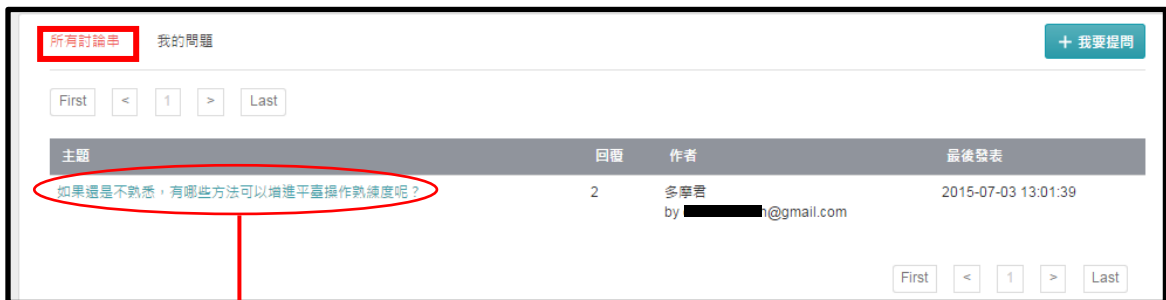 所有討論串 我的問題 + 我要提問
First < 1 > Last
主題 回覆 作者 最後發表
如果還是不熟悉，有哪些方法可以增進平臺操作熟練度呢？ 2 多摩君 2015-07-03 13:01:39
by h@gmail.com
First < 1 > Last